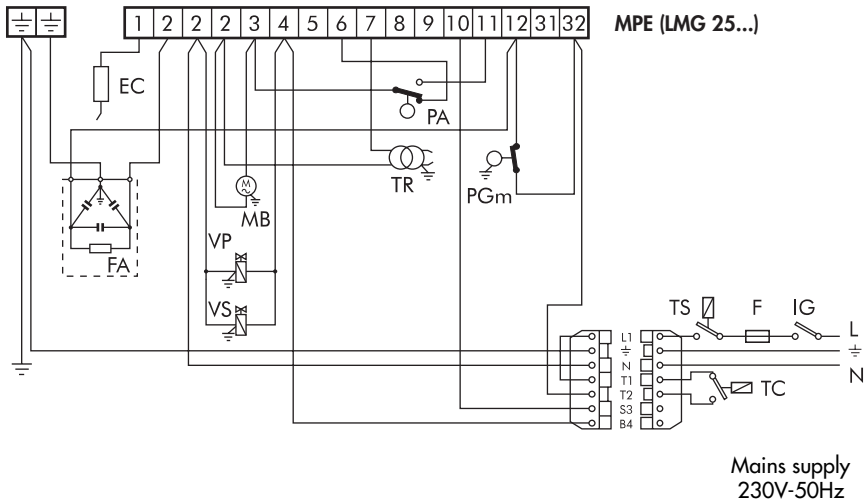 1 2 2 2 3 4 5 6 7 8 9 10 11 12 31 32 MPE (LMG 25...)
EC
PA
TR
PGm
M
~
MB
FA
VP
VS
TS F IG
L1 L
N N
T1
T2 TC
S3
B4
Mains supply
230V-50Hz